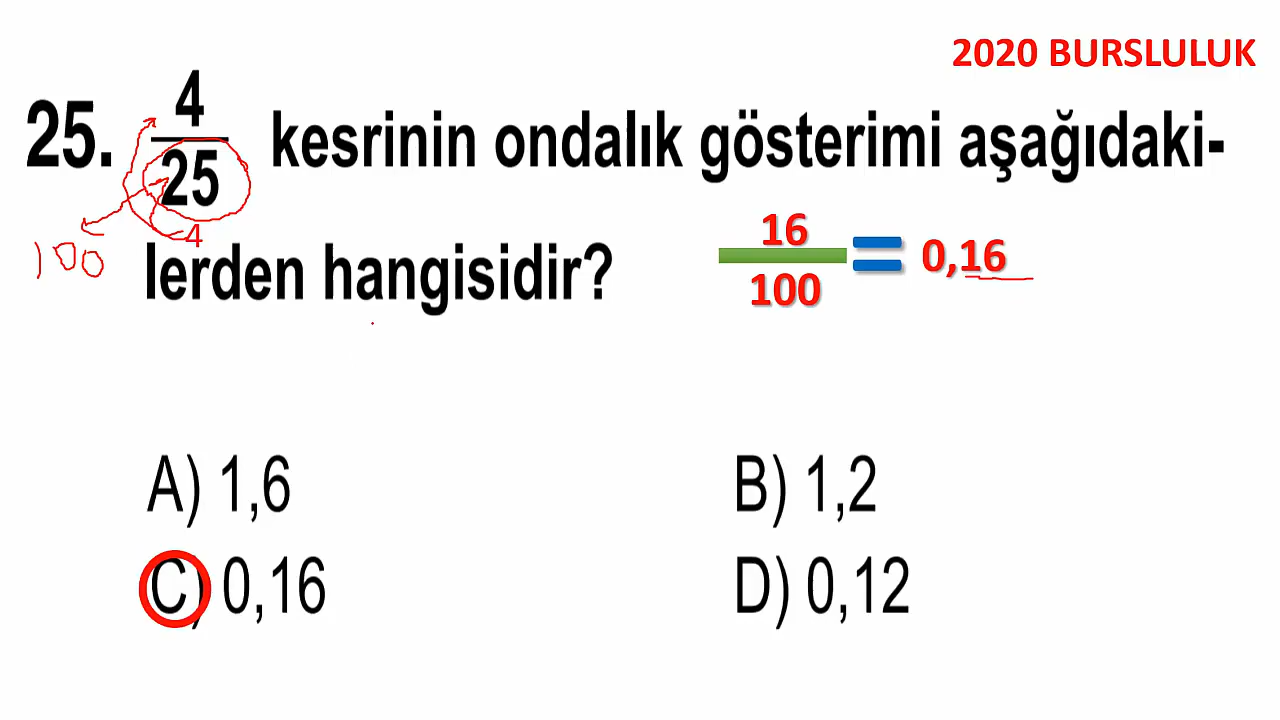 2020 BURSLULUK
25. 4/25 kesrinin ondalık gösterimi aşağıdaki-
100 4
lerden hangisidir?
16/100 = 0,16
A) 1,6
B) 1,2
C) 0,16
D) 0,12